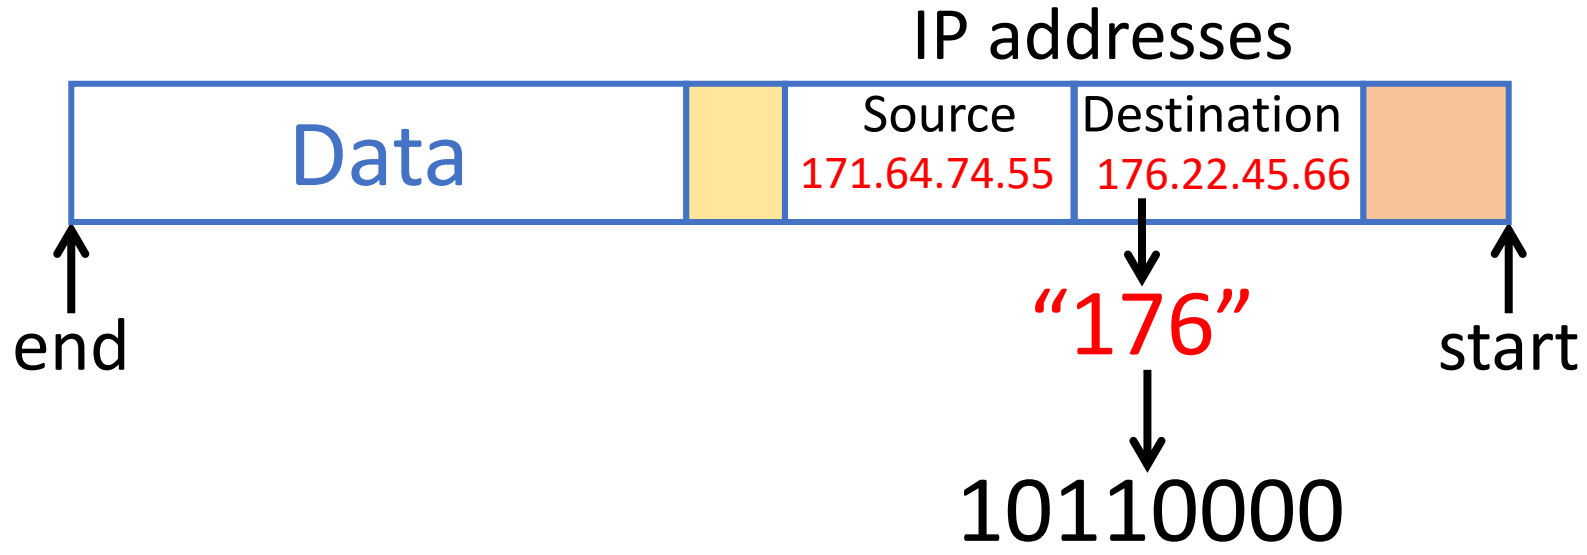 IP addresses
Data
Source
171.64.74.55
Destination
176.22.45.66
end
“176”
start
10110000